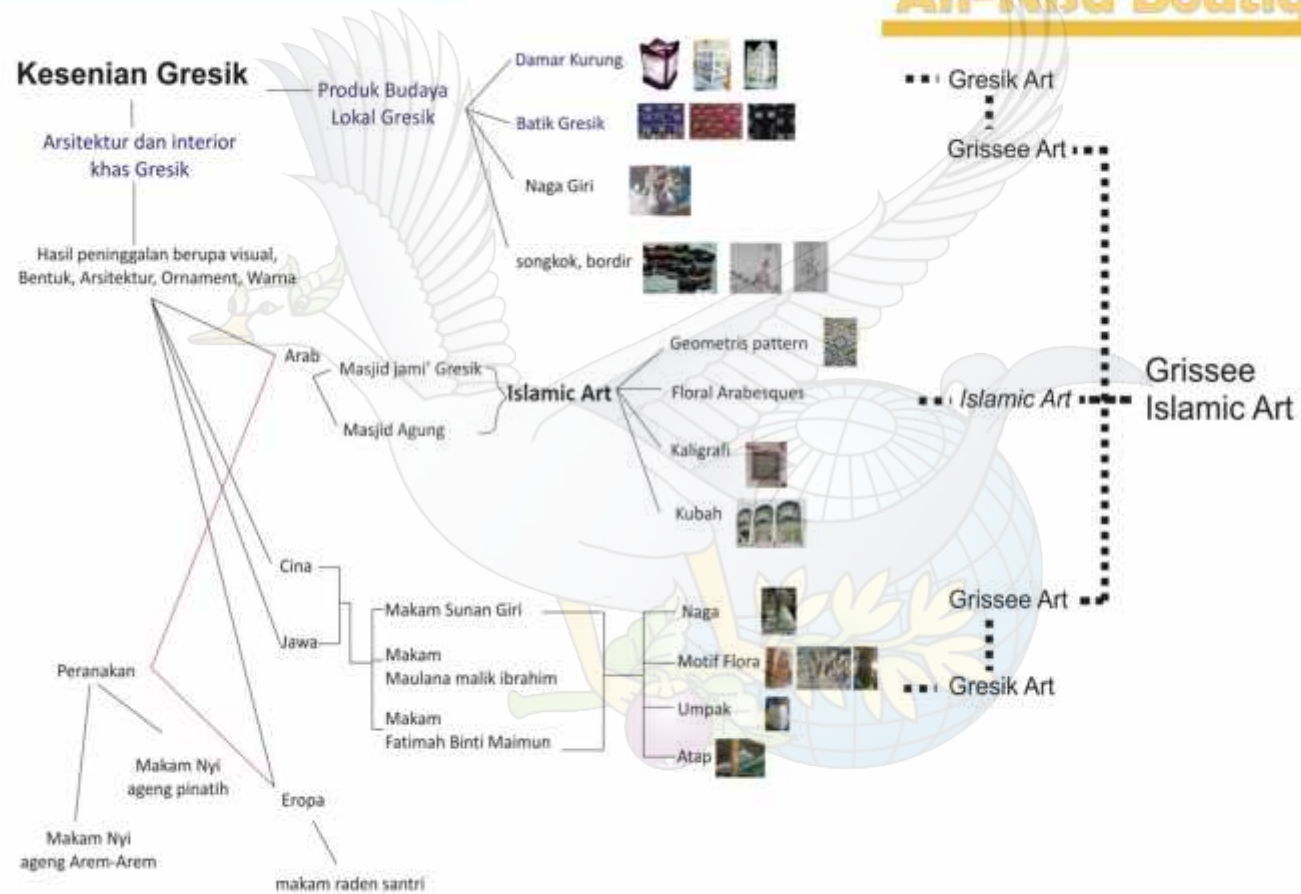 Kesenian Gresik
Produk Budaya
Lokal Gresik
Arsitektur dan interior
khas Gresik
Hasil peninggalan berupa visual,
Bentuk, Arsitektur, Ornament, Warna
Damar Kurung
Batik Gresik
Naga Giri
songkok, bordir
Arab
Masjid jami' Gresik
Masjid Agung
Islamic Art
Geometris pattern
Floral Arabesques
Kaligrafi
Kubah
Cina
Jawa
Makam Sunan Giri
Makam
Maulana malik ibrahim
Makam
Fatimah Binti Maimun
Naga
Motif Flora
Umpak
Atap
Peranakan
Makam Nyi
ageng pinatih
Makam Nyi
ageng Arem-Arem
Eropa
makam raden santri
Gresik Art
Grissee Art
Islamic Art
Grissee
Islamic Art
Grissee Art
Gresik Art